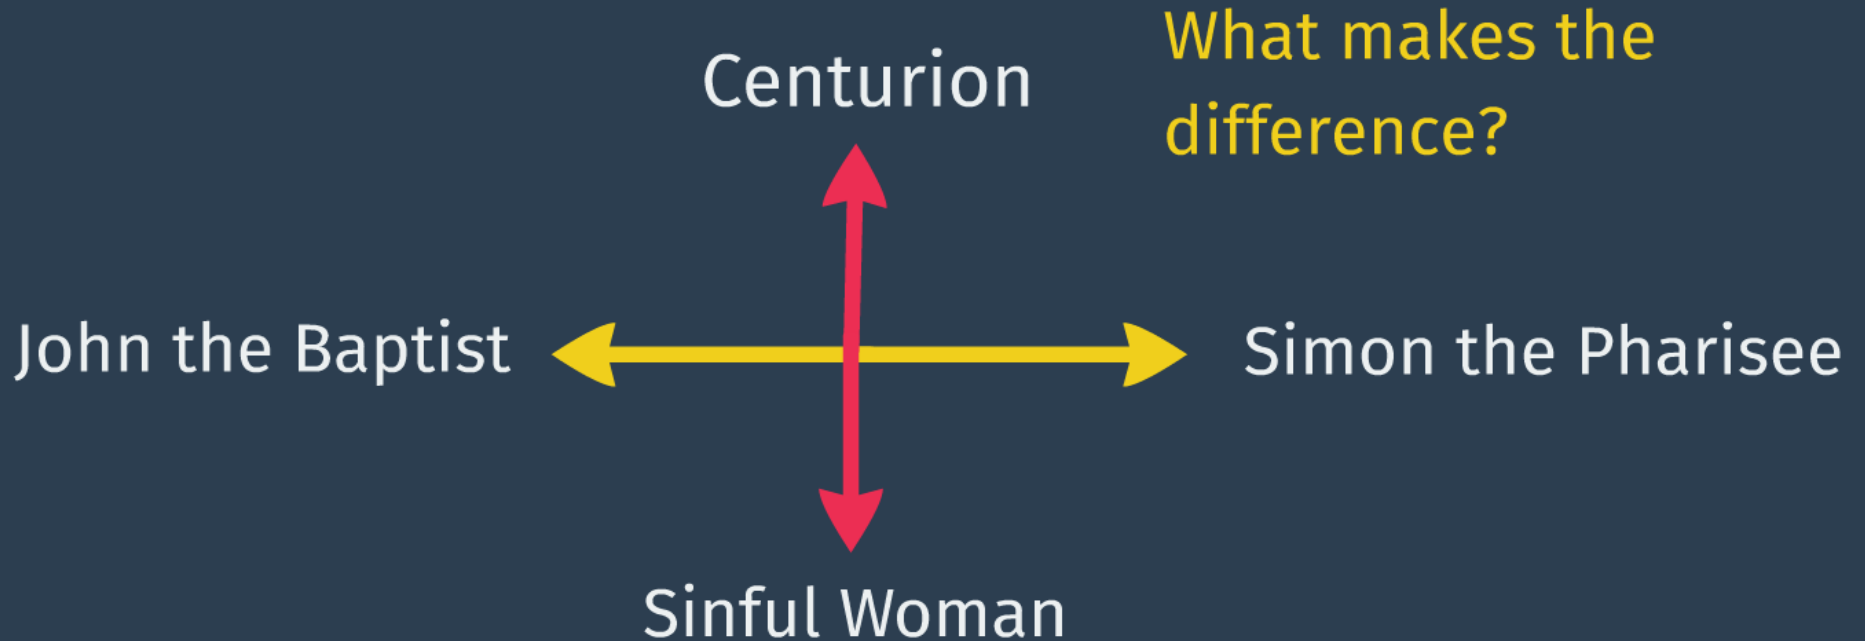 What makes the
difference?
Centurion
John the Baptist
Simon the Pharisee
Sinful Woman